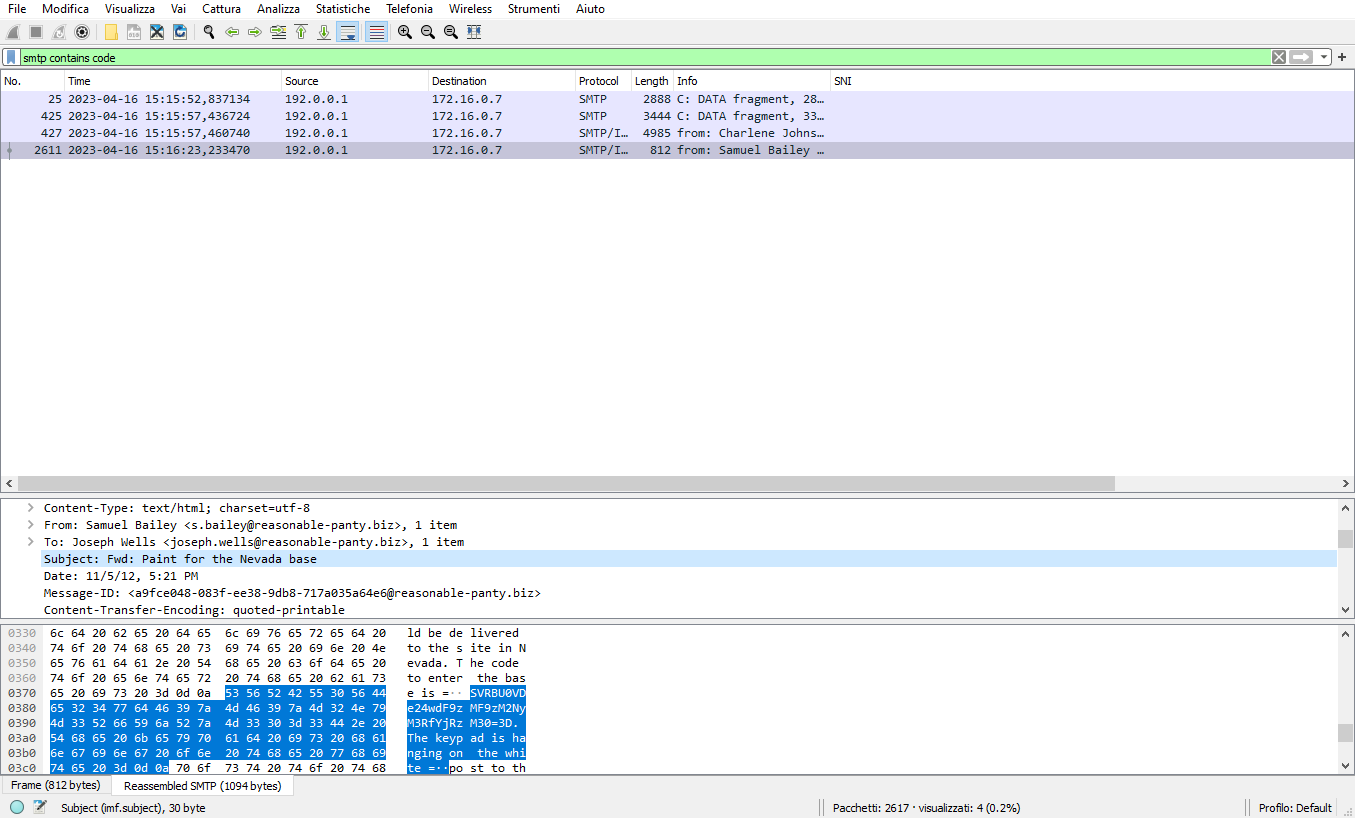 File Modifica Visualizza Vai Cattura Analizza Statistiche Telefonia Wireless Strumenti Aiuto
smtp contains code
No. Time Source Destination Protocol Length Info SNI
25 2023-04-16 15:15:52,837134 192.0.0.1 172.16.0.7 SMTP 2888 C: DATA fragment, 28…
425 2023-04-16 15:15:57,436724 192.0.0.1 172.16.0.7 SMTP 3444 C: DATA fragment, 33…
427 2023-04-16 15:15:57,460740 192.0.0.1 172.16.0.7 SMTP/I… 4985 from: Charlene Johns…
2611 2023-04-16 15:16:23,233470 192.0.0.1 172.16.0.7 SMTP/I… 812 from: Samuel Bailey …
Content-Type: text/html; charset=utf-8
From: Samuel Bailey <s.bailey@reasonable-panty.biz>, 1 item
To: Joseph Wells <joseph.wells@reasonable-panty.biz>, 1 item
Subject: Fwd: Paint for the Nevada base
Date: 11/5/12, 5:21 PM
Message-ID: <a9fce048-083f-ee38-9db8-717a035a64e6@reasonable-panty.biz>
Content-Transfer-Encoding: quoted-printable
0330 6c 64 20 62 65 20 64 65 6c 69 76 65 72 65 64 20 ld be de livered
0340 74 6f 20 74 68 65 20 73 69 74 65 20 69 6e 20 4e to the s ite in N
0350 65 76 61 64 61 2e 20 54 68 65 20 63 6f 64 65 20 evada. T he code
0360 74 6f 20 65 6e 74 65 72 20 74 68 65 20 62 61 73 to enter the bas
0370 65 20 69 73 20 3d 0d 0a 53 56 52 42 55 30 56 44 e is =·· SVRBU0VD
0380 65 32 34 77 64 46 39 7a 4d 46 39 7a 4d 32 4e 79 e24wdF9z MF9zM2Ny
0390 4d 33 52 66 59 6a 52 7a 4d 33 30 3d 33 44 2e 20 M3RfYjRz M30=3D.
03a0 54 68 65 20 6b 65 79 70 61 64 20 69 73 20 68 61 The keyp ad is ha
03b0 6e 67 69 6e 67 20 6f 6e 20 74 68 65 20 77 68 69 nging on the whi
03c0 74 65 20 3d 0d 0a 70 6f 73 74 20 74 6f 20 74 68 te =··po st to th
Frame (812 bytes) Reassembled SMTP (1094 bytes)
Subject (imf.subject), 30 byte Pacchetti: 2617 · visualizzati: 4 (0.2%) Profilo: Default